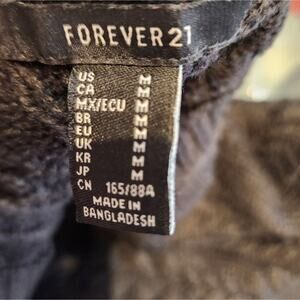 FOREVER 21
US M
CA M
MX/ECU M
BR M
EU M
UK M
KR M
JP M
CN 165/88A
MADE IN
BANGLADESH